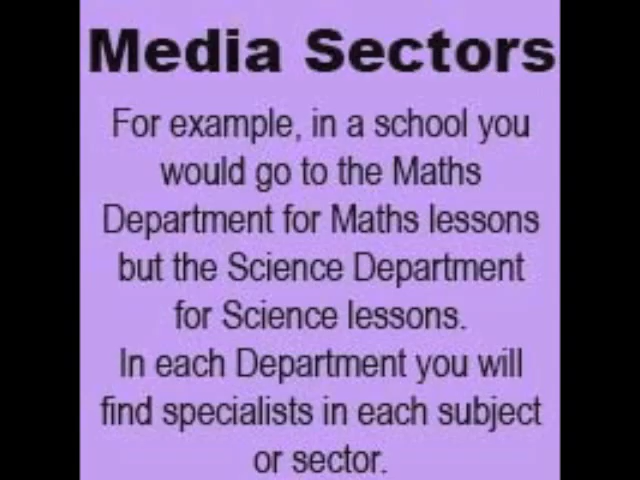 Media Sectors
For example, in a school you
would go to the Maths
Department for Maths lessons
but the Science Department
for Science lessons.
In each Department you will
find specialists in each subject
or sector.